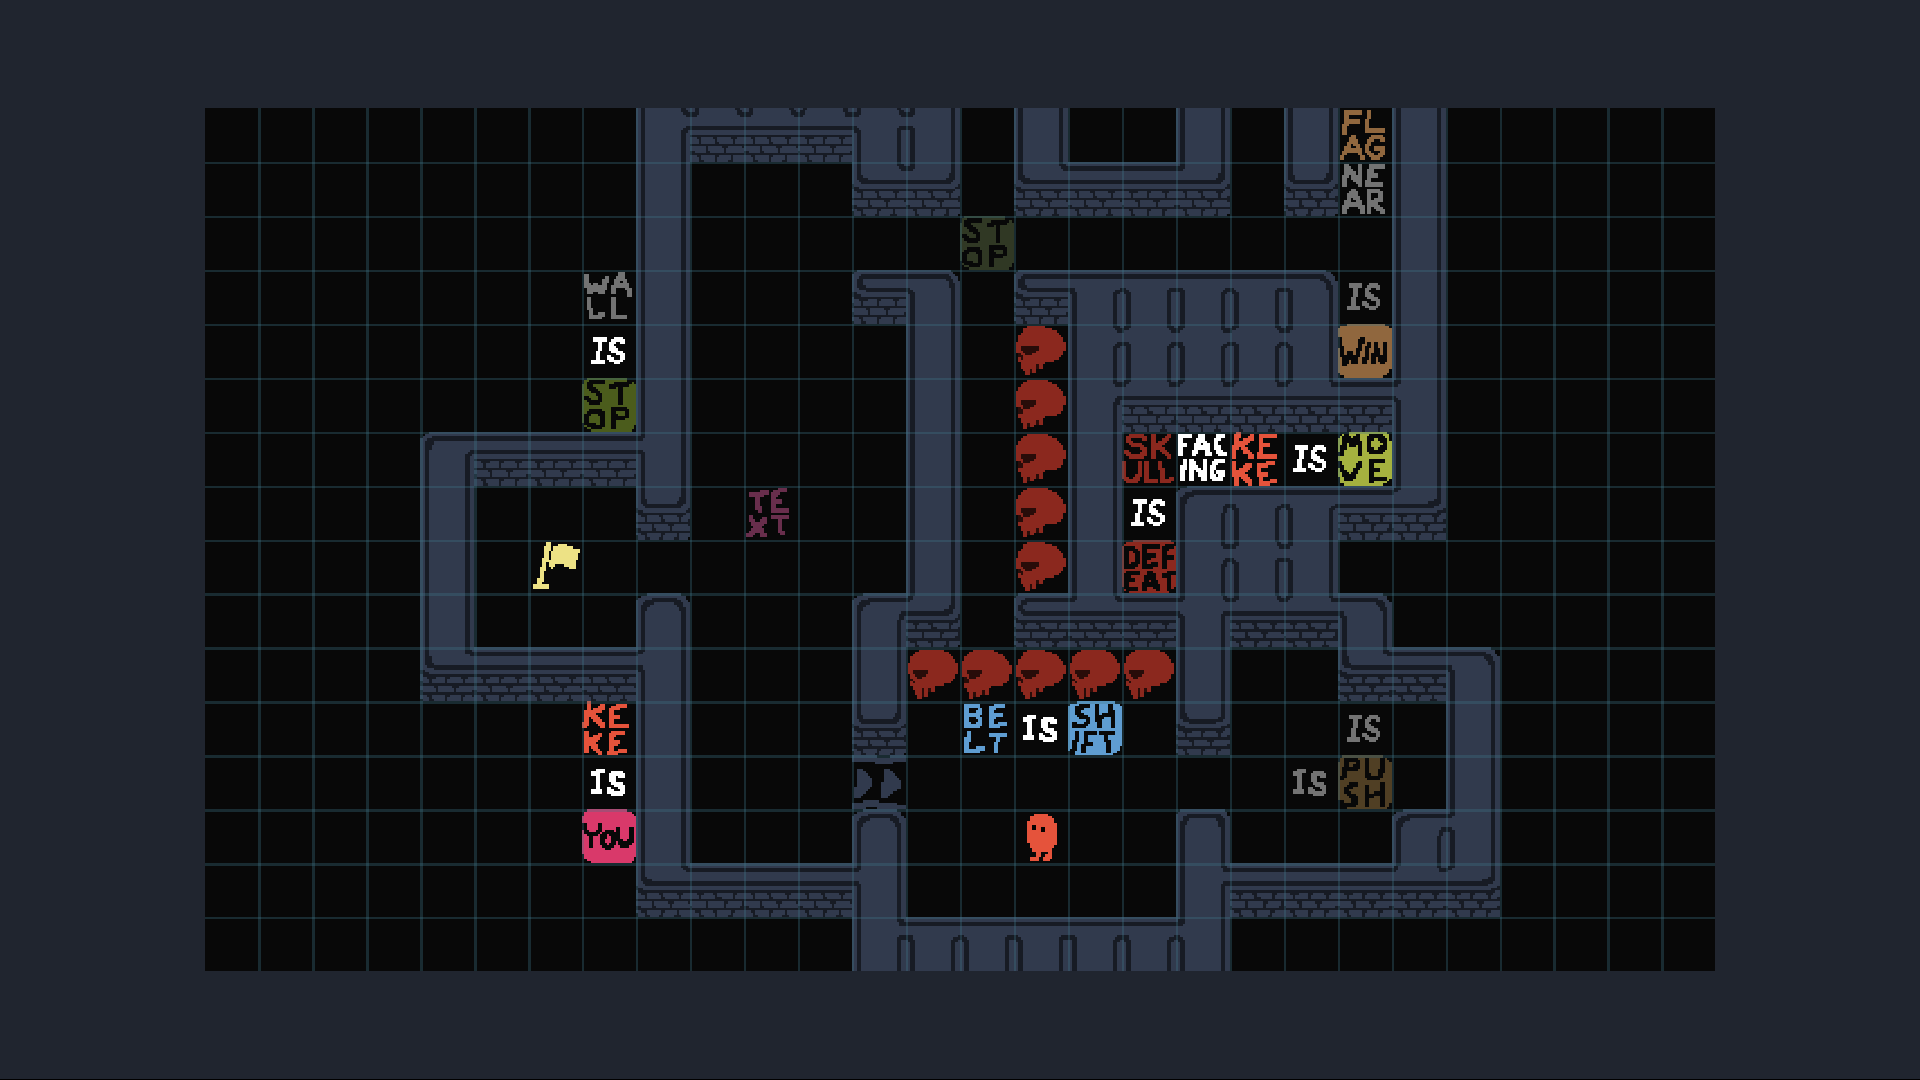 FLAG
NEAR
STOP
WALL IS
IS WIN
STOP
SKULL FACING KEKE IS MOVE
TEXT IS
DEFEAT
KEKE BELT IS SHIFT IS
IS IS PUSH
YOU